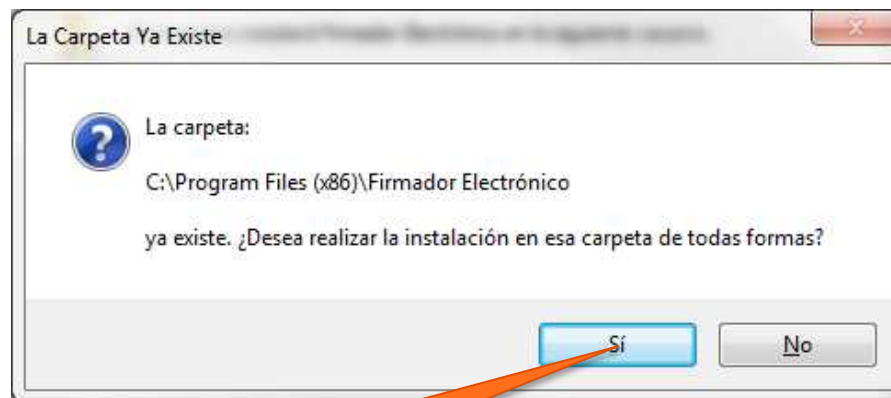 La Carpeta Ya Existe
La carpeta:
C:\Program Files (x86)\Firmador Electrónico
ya existe. ¿Desea realizar la instalación en esa carpeta de todas formas?
Sí
No